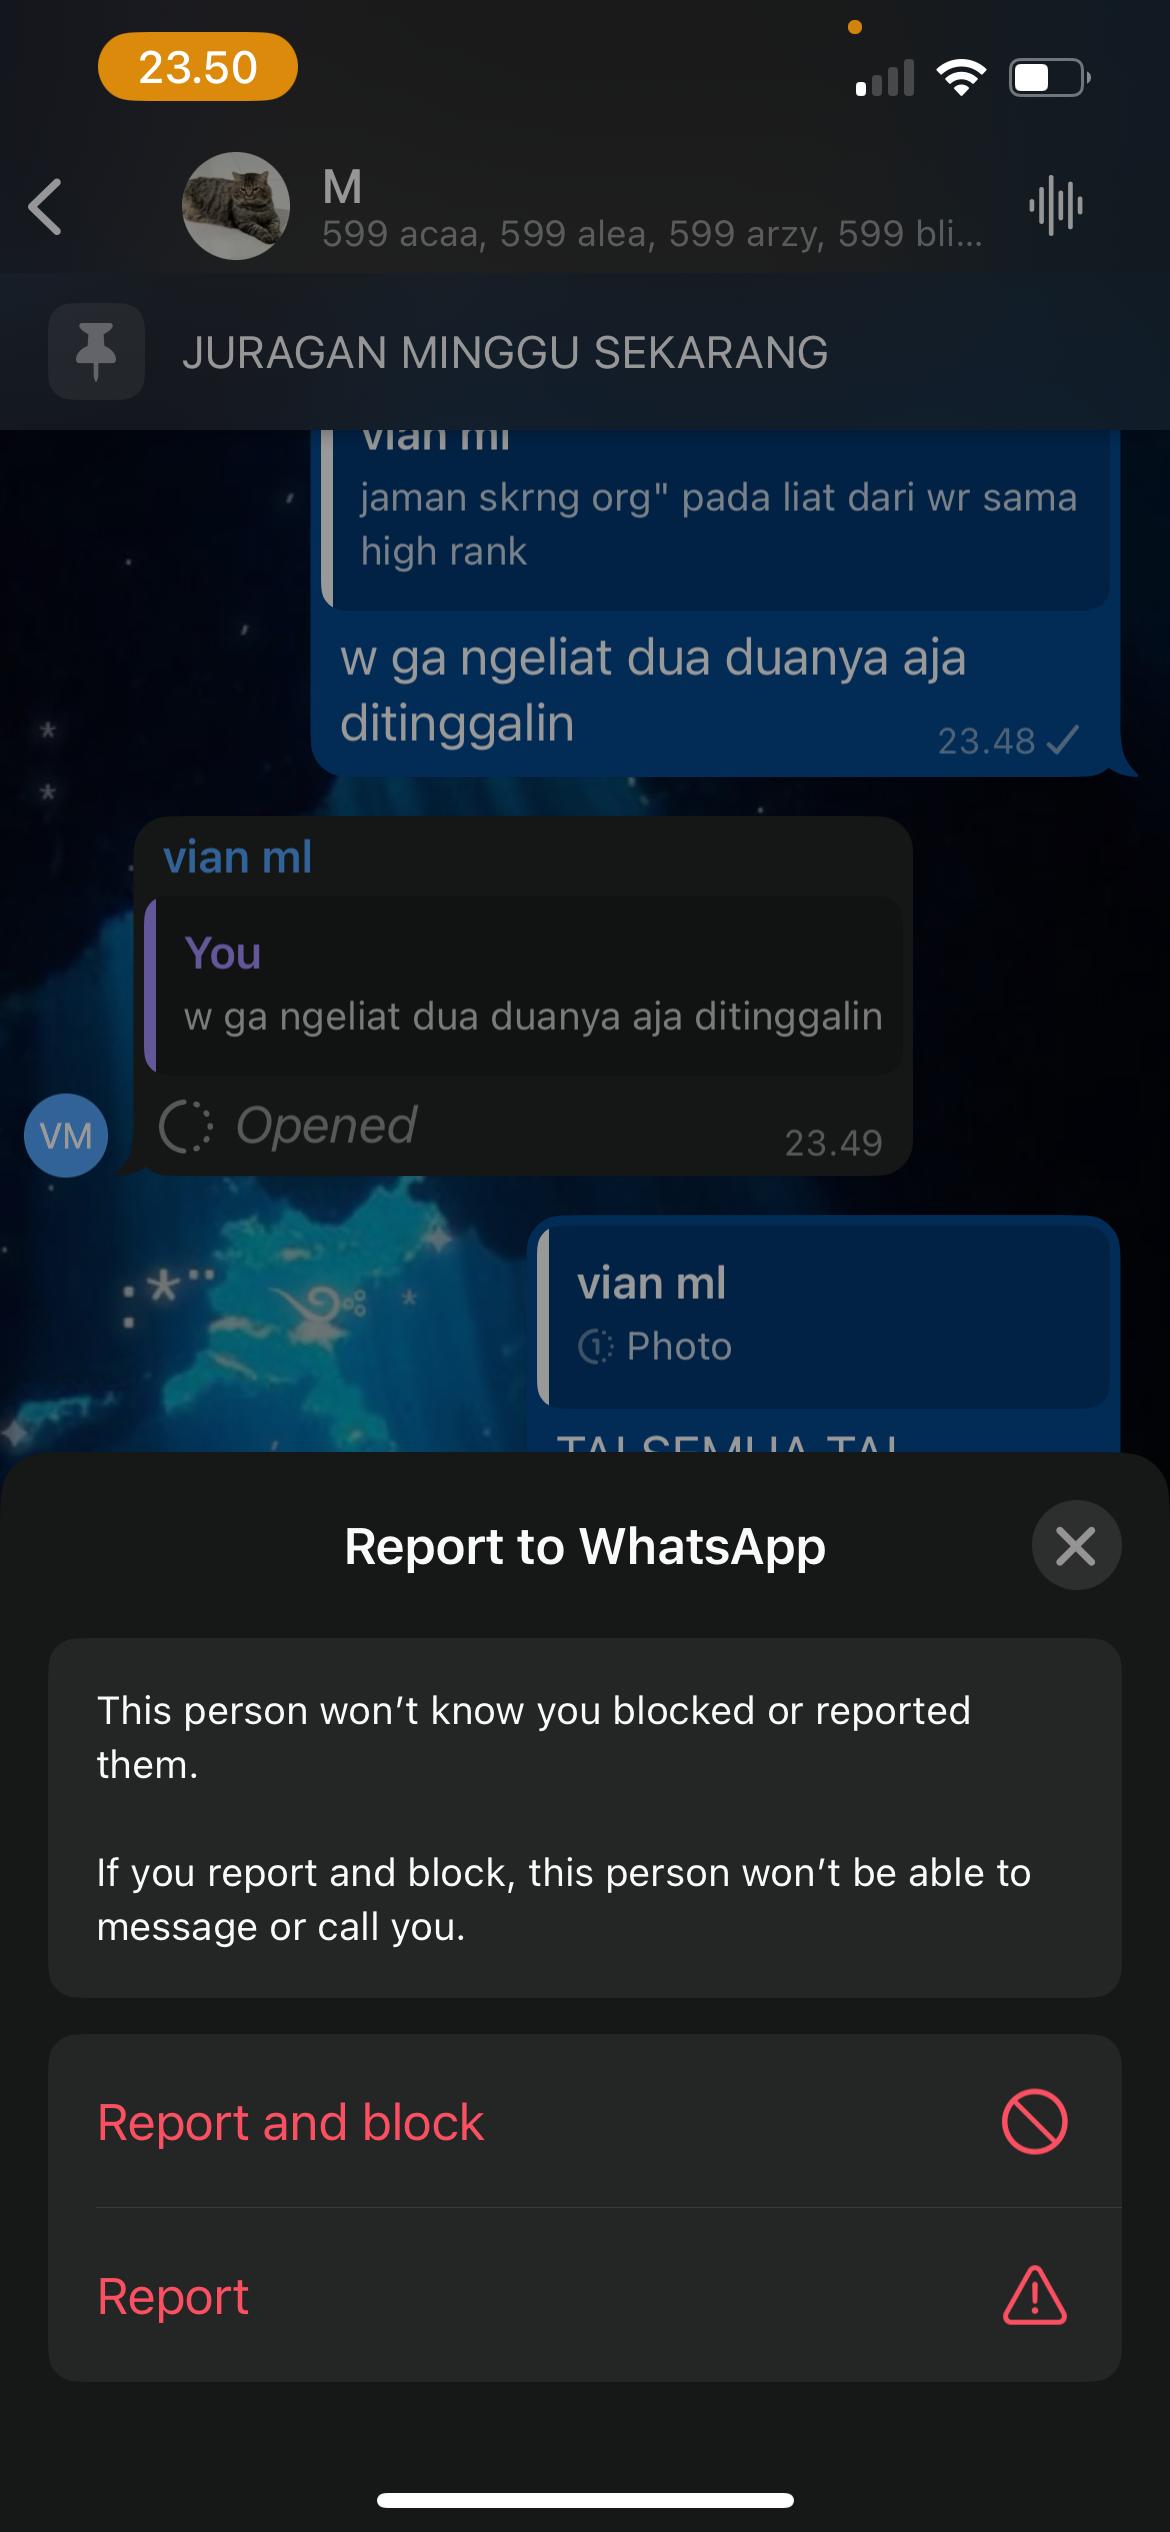 23.50
M
599 acaa, 599 alea, 599 arzy, 599 bli...
JURAGAN MINGGU SEKARANG
vian ml
jaman skrng org" pada liat dari wr sama
high rank
w ga ngeliat dua duanya aja
ditinggalin
23.48
vian ml
You
w ga ngeliat dua duanya aja ditinggalin
Opened
23.49
VM
vian ml
1 Photo
TAI SEMUA TAI
Report to WhatsApp
This person won’t know you blocked or reported
them.
If you report and block, this person won’t be able to
message or call you.
Report and block
Report